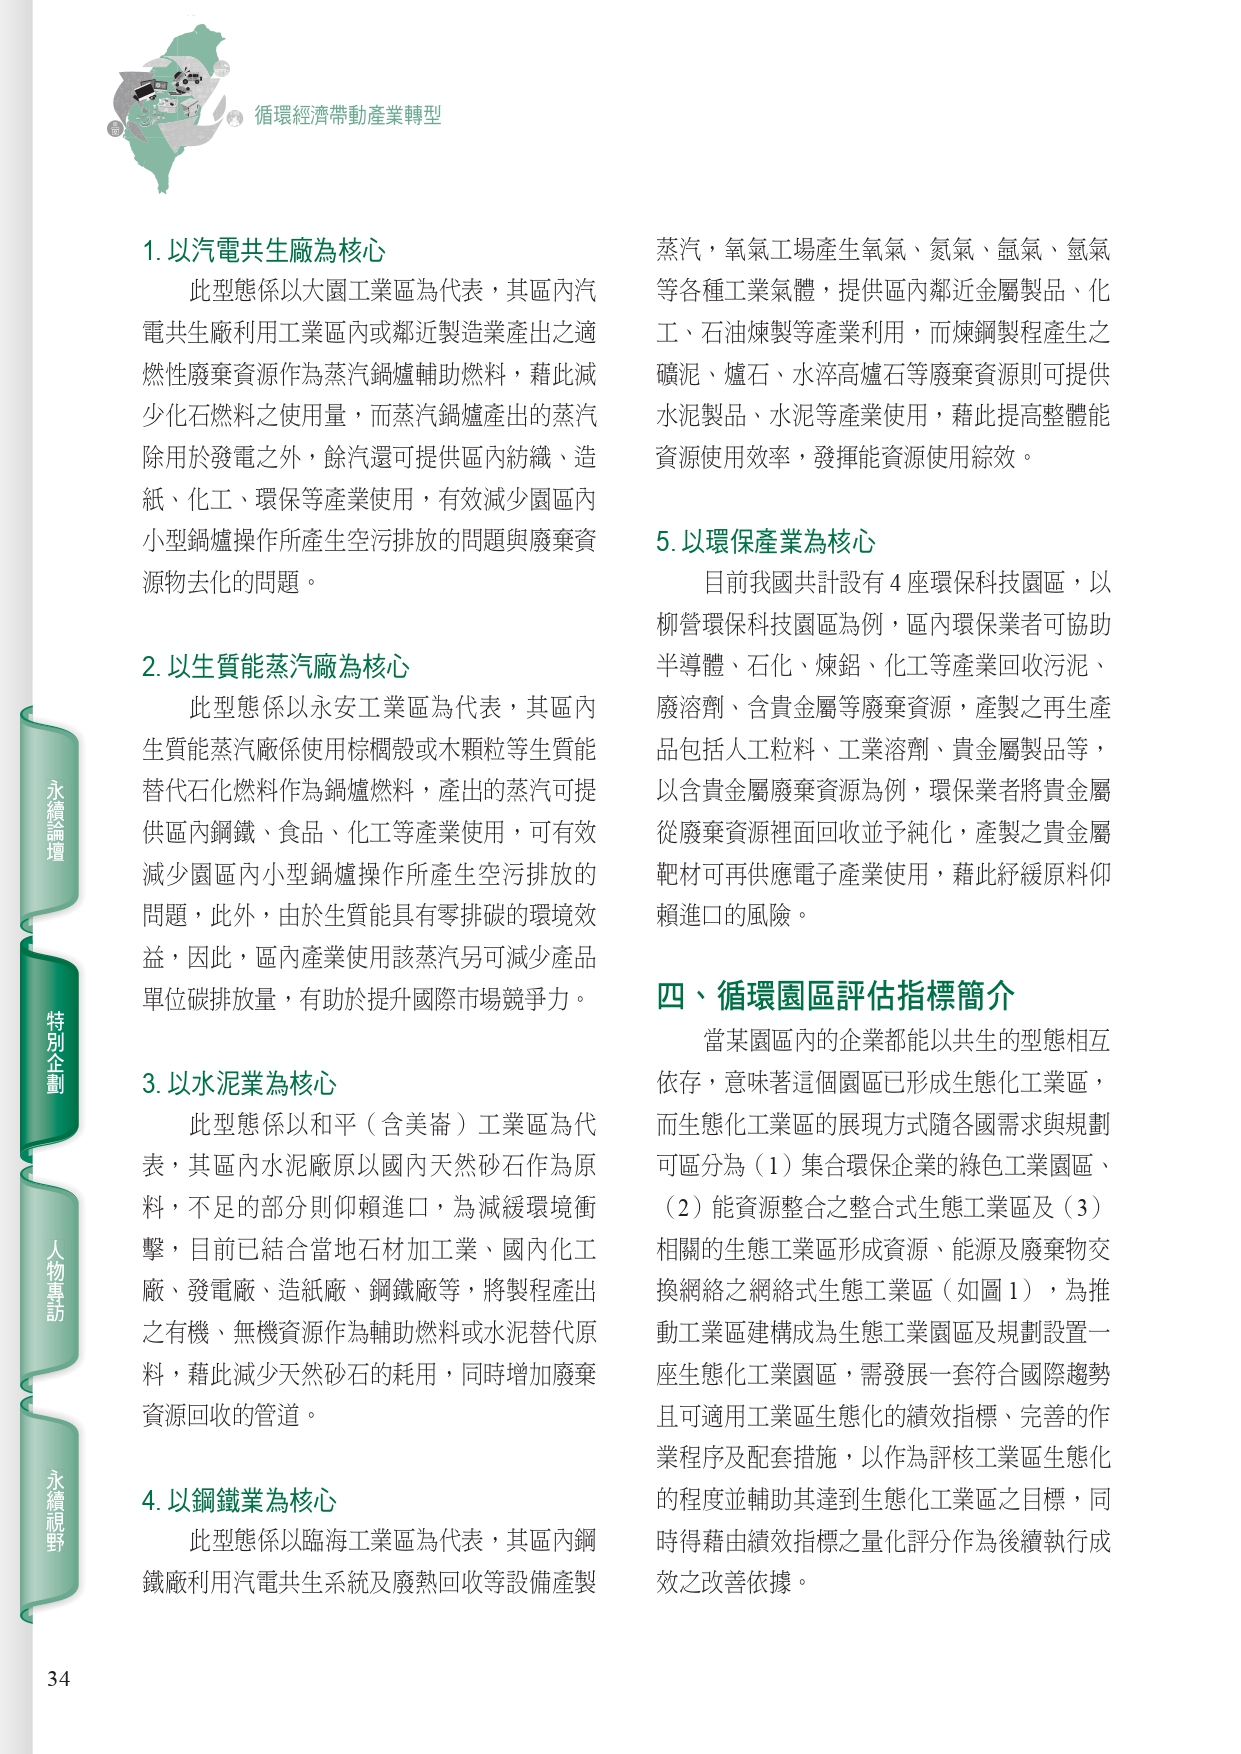 循環經濟帶動產業轉型
1. 以汽電共生廠為核心
此型態係以大園工業區為代表，其區內汽
電共生廠利用工業區內或鄰近製造業產出之適
燃性廢棄資源作為蒸汽鍋爐輔助燃料，藉此減
少化石燃料之使用量，而蒸汽鍋爐產出的蒸汽
除用於發電之外，餘汽還可提供區內紡織、造
紙、化工、環保等產業使用，有效減少園區內
小型鍋爐操作所產生空污排放的問題與廢棄資
源物去化的問題。
2. 以生質能蒸汽廠為核心
此型態係以永安工業區為代表，其區內
生質能蒸汽廠係使用棕櫚殼或木顆粒等生質能
替代石化燃料作為鍋爐燃料，產出的蒸汽可提
供區內鋼鐵、食品、化工等產業使用，可有效
減少園區內小型鍋爐操作所產生空污排放的
問題，此外，由於生質能具有零排碳的環境效
益，因此，區內產業使用該蒸汽另可減少產品
單位碳排放量，有助於提升國際市場競爭力。
3. 以水泥業為核心
此型態係以和平（含美崙）工業區為代
表，其區內水泥廠原以國內天然砂石作為原
料，不足的部分則仰賴進口，為減緩環境衝
擊，目前已結合當地石材加工業、國內化工
廠、發電廠、造紙廠、鋼鐵廠等，將製程產出
之有機、無機資源作為輔助燃料或水泥替代原
料，藉此減少天然砂石的耗用，同時增加廢棄
資源回收的管道。
4. 以鋼鐵業為核心
此型態係以臨海工業區為代表，其區內鋼
鐵廠利用汽電共生系統及廢熱回收等設備產製
蒸汽，氧氣工場產生氧氣、氮氣、氬氣、氫氣
等各種工業氣體，提供區內鄰近金屬製品、化
工、石油煉製等產業利用，而煉鋼製程產生之
礦泥、爐石、水淬高爐石等廢棄資源則可提供
水泥製品、水泥等產業使用，藉此提高整體能
資源使用效率，發揮能資源使用綜效。
5. 以環保產業為核心
目前我國共計設有 4 座環保科技園區，以
柳營環保科技園區為例，區內環保業者可協助
半導體、石化、煉鋁、化工等產業回收污泥、
廢溶劑、含貴金屬等廢棄資源，產製之再生產
品包括人工粒料、工業溶劑、貴金屬製品等，
以含貴金屬廢棄資源為例，環保業者將貴金屬
從廢棄資源裡面回收並予純化，產製之貴金屬
靶材可再供應電子產業使用，藉此紓緩原料仰
賴進口的風險。
四、循環園區評估指標簡介
當某園區內的企業都能以共生的型態相互
依存，意味著這個園區已形成生態化工業區，
而生態化工業區的展現方式隨各國需求與規劃
可區分為（1）集合環保企業的綠色工業園區、
（2）能資源整合之整合式生態工業區及（3）
相關的生態工業區形成資源、能源及廢棄物交
換網絡之網絡式生態工業區（如圖 1），為推
動工業區建構成為生態工業園區及規劃設置一
座生態化工業園區，需發展一套符合國際趨勢
且可適用工業區生態化的績效指標、完善的作
業程序及配套措施，以作為評核工業區生態化
的程度並輔助其達到生態化工業區之目標，同
時得藉由績效指標之量化評分作為後續執行成
效之改善依據。
永續論壇
特別企劃
人物專訪
永續視野
34